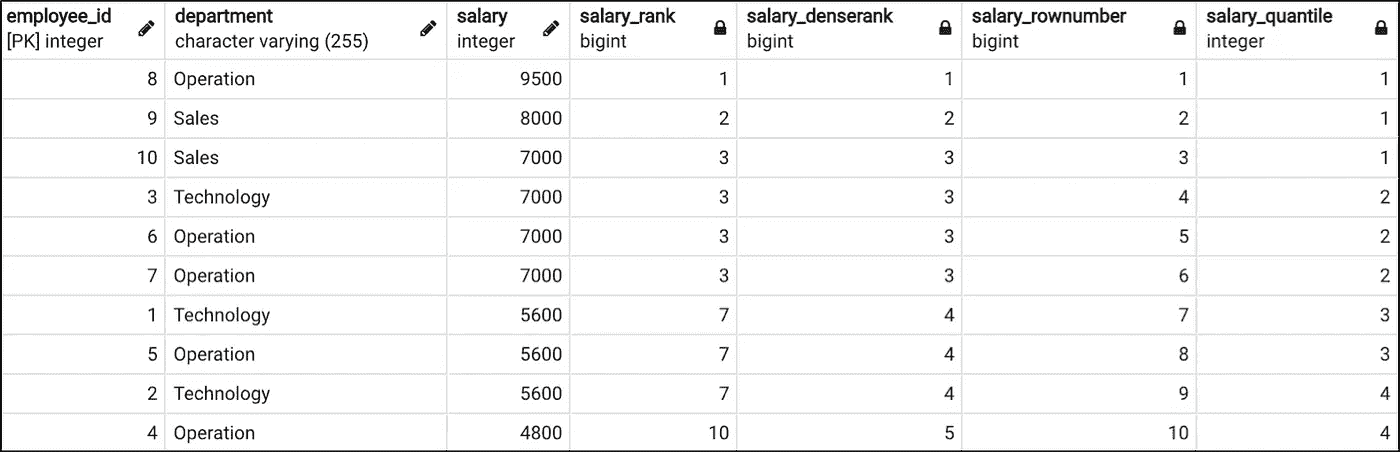 employee_id department salary salary_rank salary_denserank salary_rownumber salary_quantile
[PK] integer character varying (255) integer bigint bigint bigint integer
8 Operation 9500 1 1 1 1
9 Sales 8000 2 2 2 1
10 Sales 7000 3 3 3 1
3 Technology 7000 3 3 4 2
6 Operation 7000 3 3 5 2
7 Operation 7000 3 3 6 2
1 Technology 5600 7 4 7 3
5 Operation 5600 7 4 8 3
2 Technology 5600 7 4 9 4
4 Operation 4800 10 5 10 4